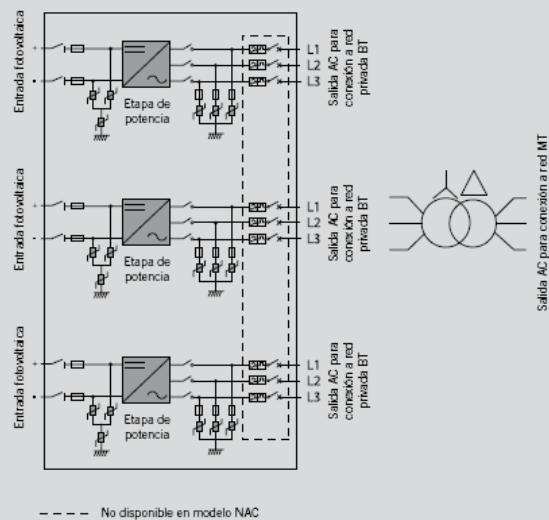 Entrada fotovoltaica
+
-
Etapa de
potencia
L1
L2
L3
Salida AC para
conexión a red
privada BT
Entrada fotovoltaica
+
-
Etapa de
potencia
L1
L2
L3
Salida AC para
conexión a red
privada BT
Entrada fotovoltaica
+
-
Etapa de
potencia
L1
L2
L3
Salida AC para
conexión a red
privada BT
Salida AC para conexión a red MT
No disponible en modelo NAC